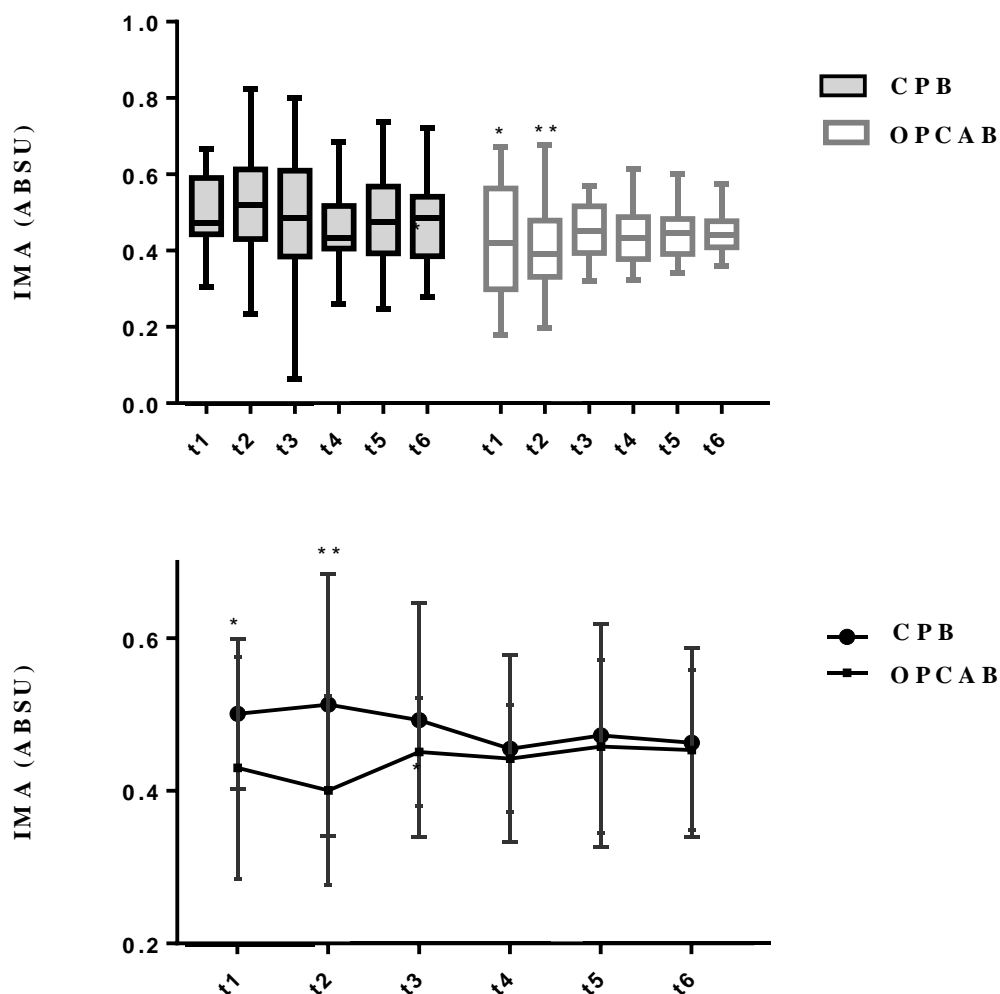 1.0
0.8
0.6
0.4
0.2
0.0
IMA (ABSU)
* **
*
t1 t2 t3 t4 t5 t6 t1 t2 t3 t4 t5 t6
CPB
OPCAB
**
*
*
0.6
0.4
0.2
IMA (ABSU)
t1 t2 t3 t4 t5 t6
CPB
OPCAB